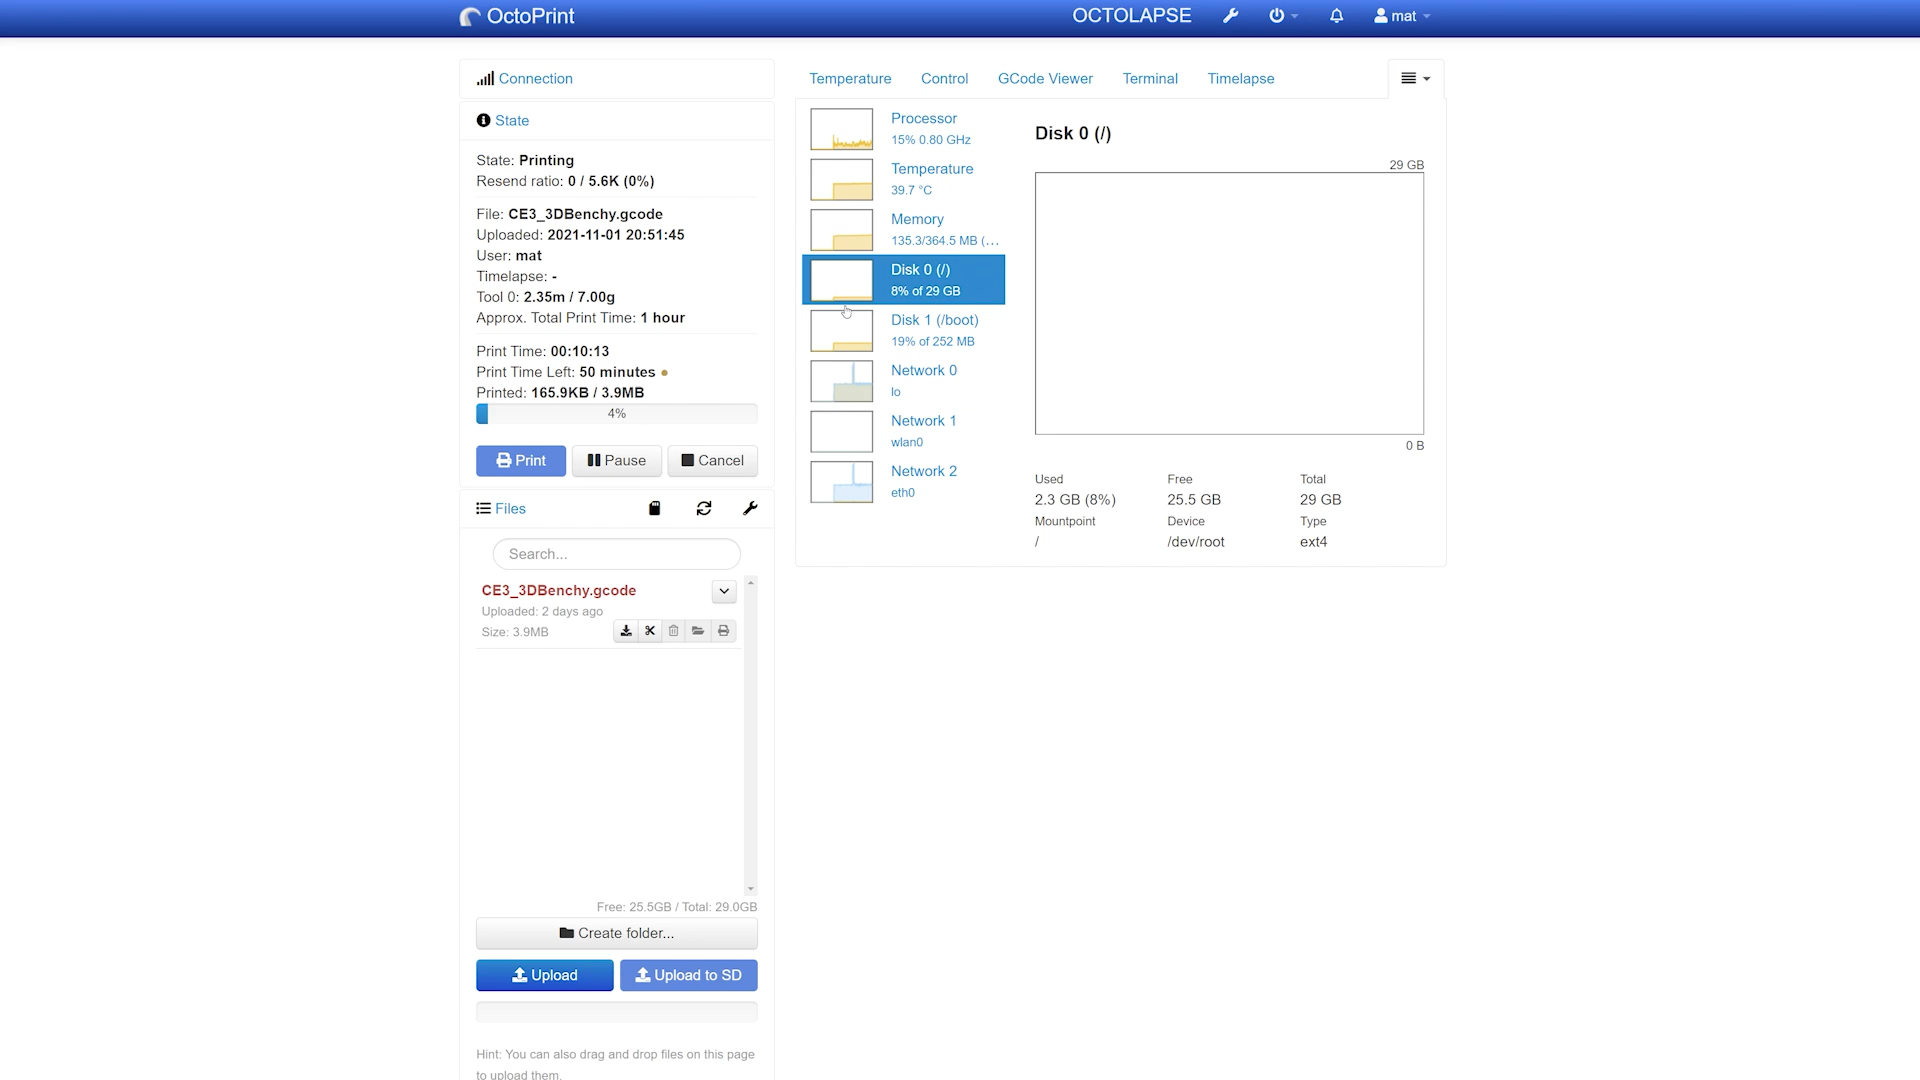 OctoPrint
OCTOLAPSE
mat
Connection
State
State: Printing
Resend ratio: 0 / 5.6K (0%)
File: CE3_3DBenchy.gcode
Uploaded: 2021-11-01 20:51:45
User: mat
Timelapse: -
Tool 0: 2.35m / 7.00g
Approx. Total Print Time: 1 hour
Print Time: 00:10:13
Print Time Left: 50 minutes
Printed: 165.9KB / 3.9MB
4%
Print
Pause
Cancel
Files
Search...
CE3_3DBenchy.gcode
Uploaded: 2 days ago
Size: 3.9MB
Free: 25.5GB / Total: 29.0GB
Create folder...
Upload
Upload to SD
Hint: You can also drag and drop files on this page
to upload them.
Temperature
Control
GCode Viewer
Terminal
Timelapse
Processor
15% 0.80 GHz
Temperature
39.7 °C
Memory
135.3/364.5 MB (...
Disk 0 (/)
8% of 29 GB
Disk 1 (/boot)
19% of 252 MB
Network 0
lo
Network 1
wlan0
Network 2
eth0
Disk 0 (/)
29 GB
0 B
Used
Free
Total
2.3 GB (8%)
25.5 GB
29 GB
Mountpoint
Device
Type
/
/dev/root
ext4